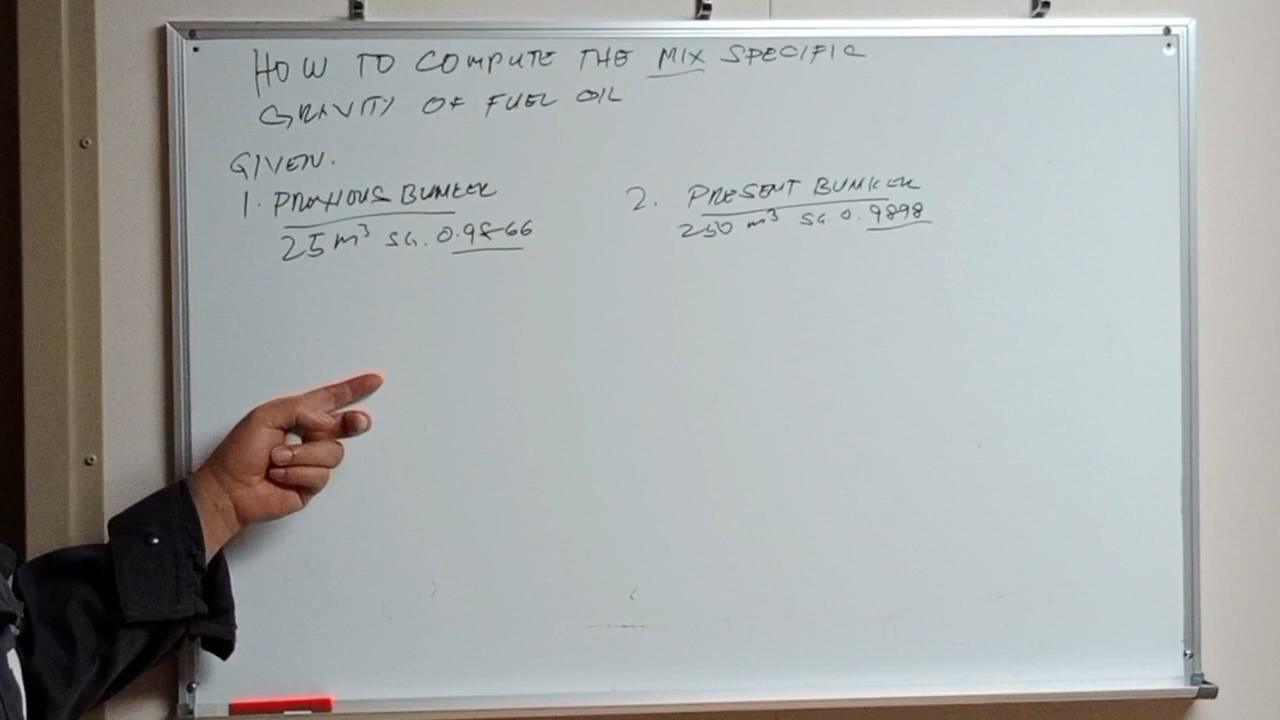 HOW TO COMPUTE THE MIX SPECIFIC
GRAVITY OF FUEL OIL
GIVEN.
1. PREVIOUS BUNKER
25 m³ SG. 0.9866
2. PRESENT BUNKER
250 m³ SG. 0.9898